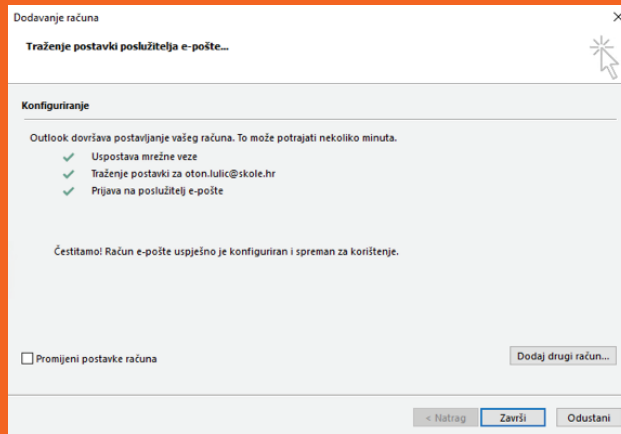 Dodavanje računa
Traženje postavki poslužitelja e-pošte...
Konfiguriranje
Outlook dovršava postavljanje vašeg računa. To može potrajati nekoliko minuta.
Uspostava mrežne veze
Traženje postavki za oton.lulic@skole.hr
Prijava na poslužitelj e-pošte
Čestitamo! Račun e-pošte uspješno je konfiguriran i spreman za korištenje.
Promijeni postavke računa
Dodaj drugi račun...
< Natrag Završi Odustani